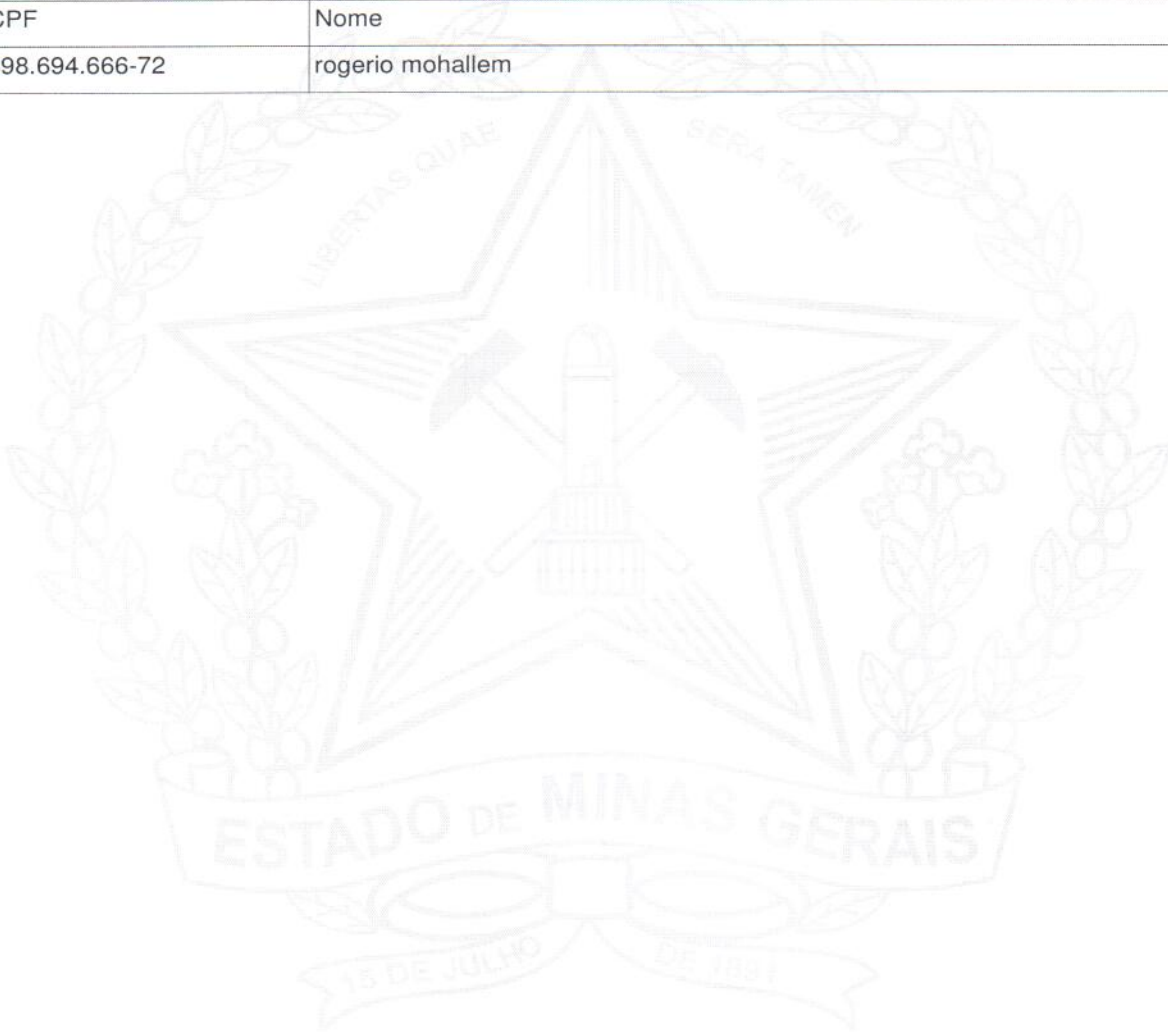 CPF Nome
98.694.666-72 rogerio mohallem
LIBERTAS QUAE SERA TAMEN
ESTADO DE MINAS GERAIS
15 DE JULHO DE 1891